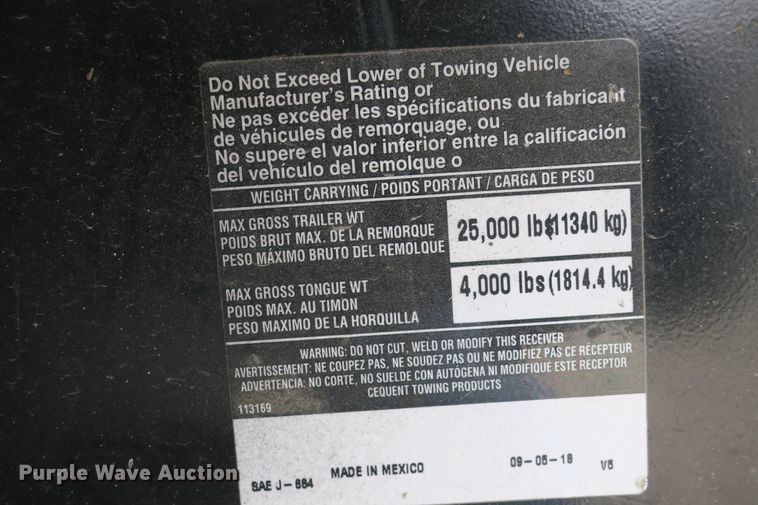 Do Not Exceed Lower of Towing Vehicle
Manufacturer's Rating or
Ne pas excéder les spécifications du fabricant
de véhicules de remorquage, ou
No supere el valor inferior entre la calificación
del vehículo del remolque o
WEIGHT CARRYING / POIDS PORTANT / CARGA DE PESO
MAX GROSS TRAILER WT
POIDS BRUT MAX. DE LA REMORQUE
PESO MÁXIMO BRUTO DEL REMOLQUE
25,000 lbs(11340 kg)
MAX GROSS TONGUE WT
POIDS MAX. AU TIMON
PESO MAXIMO DE LA HORQUILLA
4,000 lbs (1814.4 kg)
WARNING: DO NOT CUT, WELD OR MODIFY THIS RECEIVER
AVERTISSEMENT: NE COUPEZ PAS, NE SOUDEZ PAS OU NE MODIFIEZ PAS CE RÉCEPTEUR
ADVERTENCIA: NO CORTE, NO SUELDE CON AUTÓGENA NI MODIFIQUE ESTE RECEPTOR
CEQUENT TOWING PRODUCTS
113169
SAE J-684 MADE IN MEXICO 09-05-18 V5
Purple Wave Auction